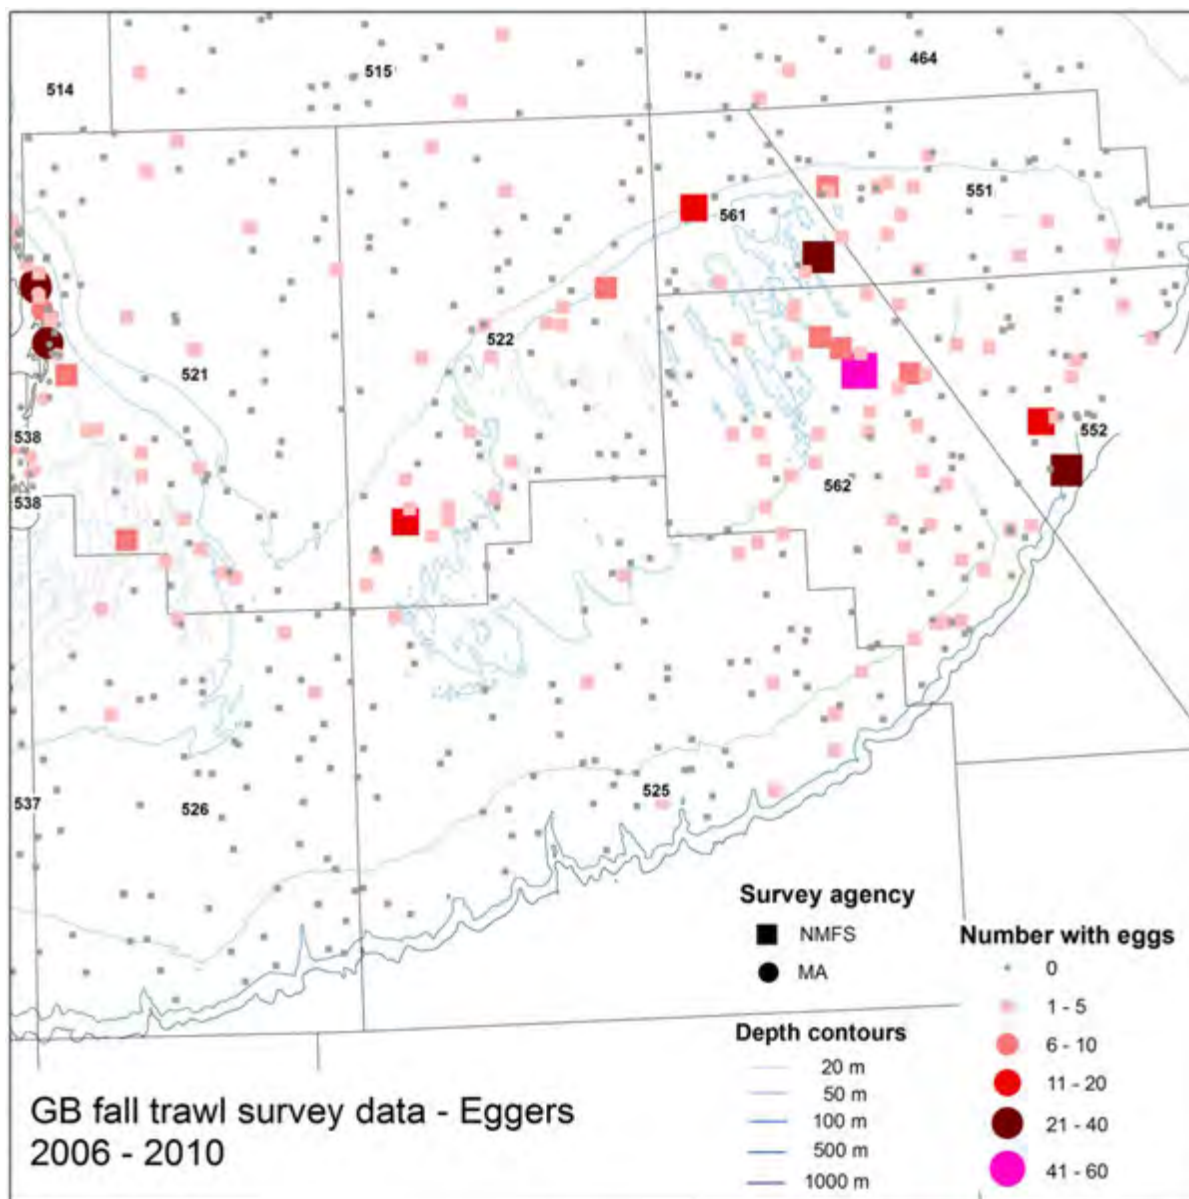 464
515
514
551
561
522
521
552
538
562
538
537
526
525
Survey agency
NMFS
MA
Number with eggs
0
1 - 5
6 - 10
11 - 20
21 - 40
41 - 60
Depth contours
20 m
50 m
100 m
500 m
1000 m
GB fall trawl survey data - Eggers
2006 - 2010